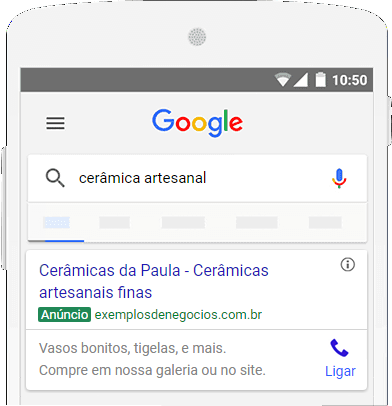 10:50
Google
cerâmica artesanal
Cerâmicas da Paula - Cerâmicas
artesanais finas
Anúncio exemplosdenegocios.com.br
Vasos bonitos, tigelas, e mais.
Compre em nossa galeria ou no site.
Ligar